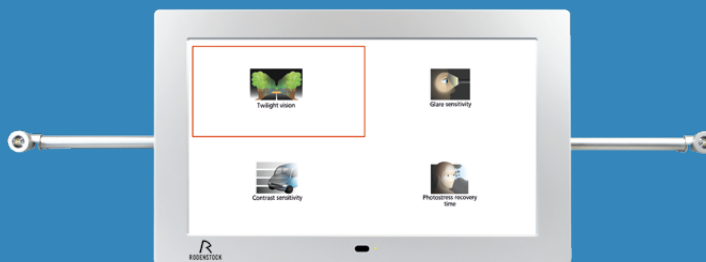 Twilight vision
Glare sensitivity
Contrast sensitivity
Photostress recovery
time
R
RODENSTOCK